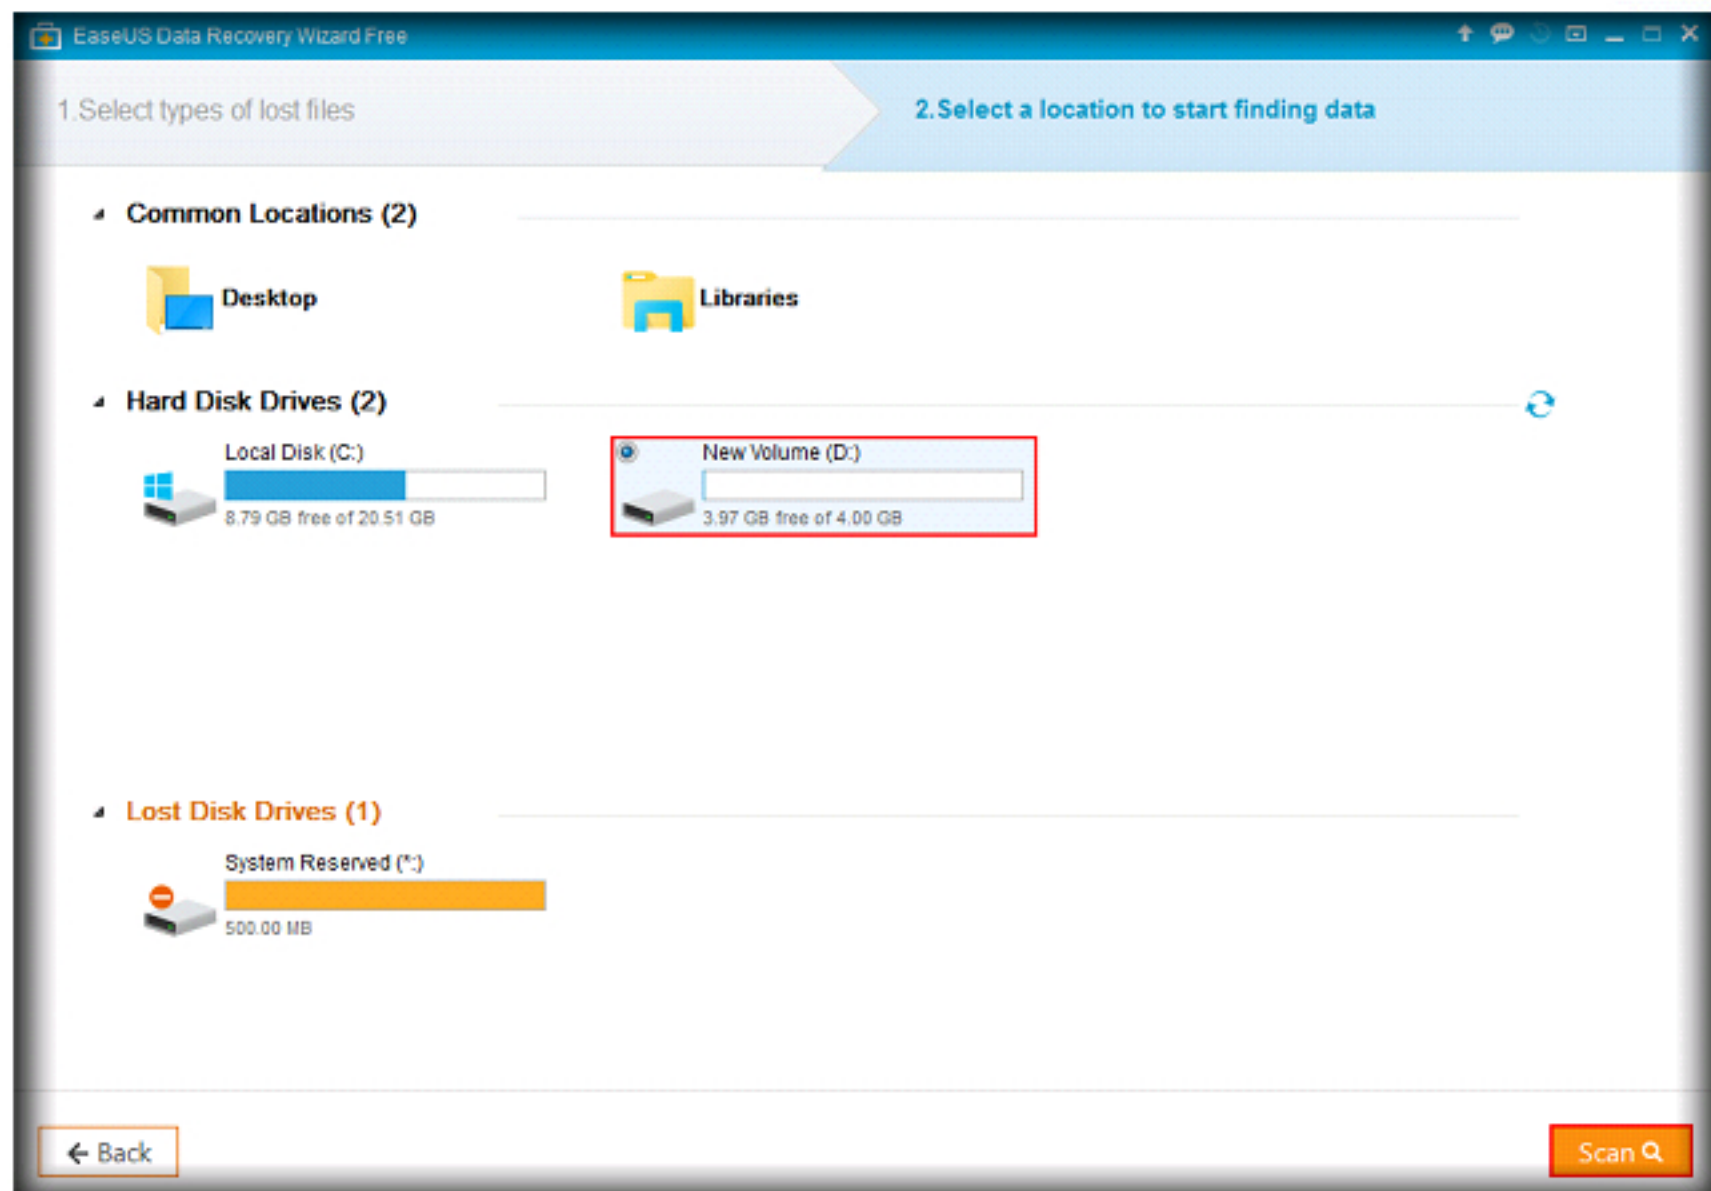 EaseUS Data Recovery Wizard Free
1.Select types of lost files
2.Select a location to start finding data
Common Locations (2)
Desktop
Libraries
Hard Disk Drives (2)
Local Disk (C:)
8.79 GB free of 20.51 GB
New Volume (D:)
3.97 GB free of 4.00 GB
Lost Disk Drives (1)
System Reserved (*:)
500.00 MB
Back
Scan